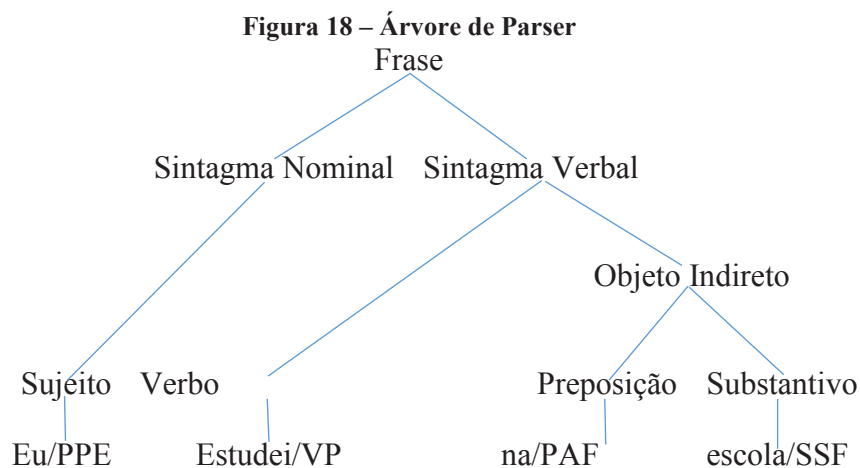 Figura 18 – Árvore de Parser
Frase
Sintagma Nominal Sintagma Verbal
Objeto Indireto
Sujeito Verbo Preposição Substantivo
Eu/PPE Estudei/VP na/PAF escola/SSF